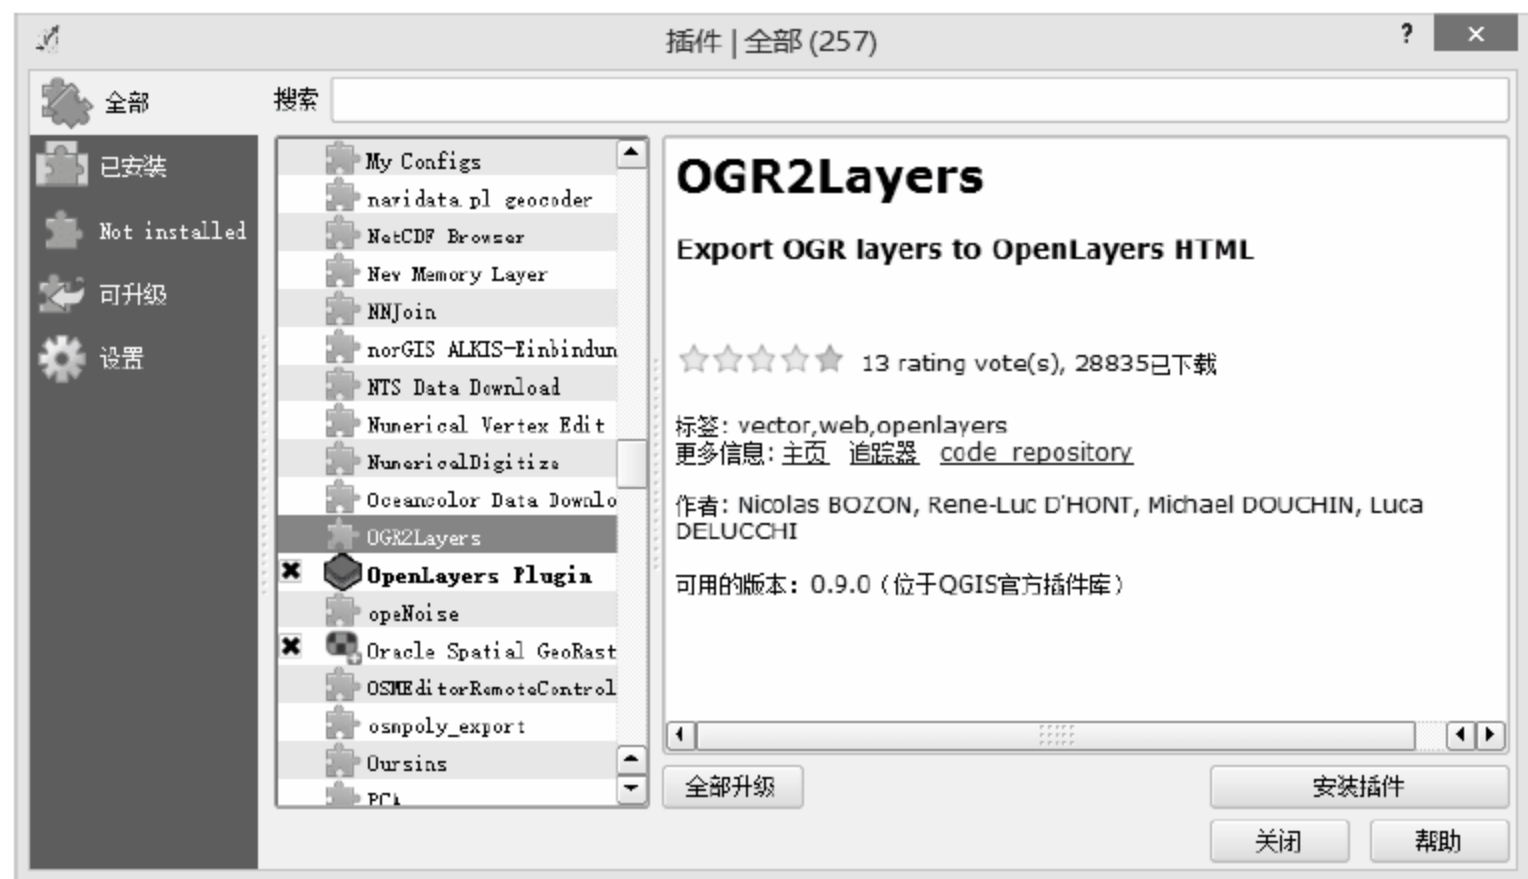 插件 | 全部 (257)
?
全部
已安装
Not installed
可升级
设置
搜索
My Configs
navidata.pl geocoder
NetCDF Browser
New Memory Layer
NNJoin
norGIS ALKIS-Einbindun
NTS Data Download
Numerical Vertex Edit
NumericalDigitize
Oceancolor Data Downlo
OGR2Layers
OpenLayers Plugin
opeNoise
Oracle Spatial GeoRast
OSMEditorRemoteControl
osmpoly_export
Oursins
OGR2Layers
Export OGR layers to OpenLayers HTML
13 rating vote(s), 28835已下载
标签: vector,web,openlayers
更多信息: 主页 追踪器 code repository
作者: Nicolas BOZON, Rene-Luc D'HONT, Michael DOUCHIN, Luca
DELUCCHI
可用的版本: 0.9.0 (位于QGIS官方插件库)
全部升级
安装插件
关闭
帮助